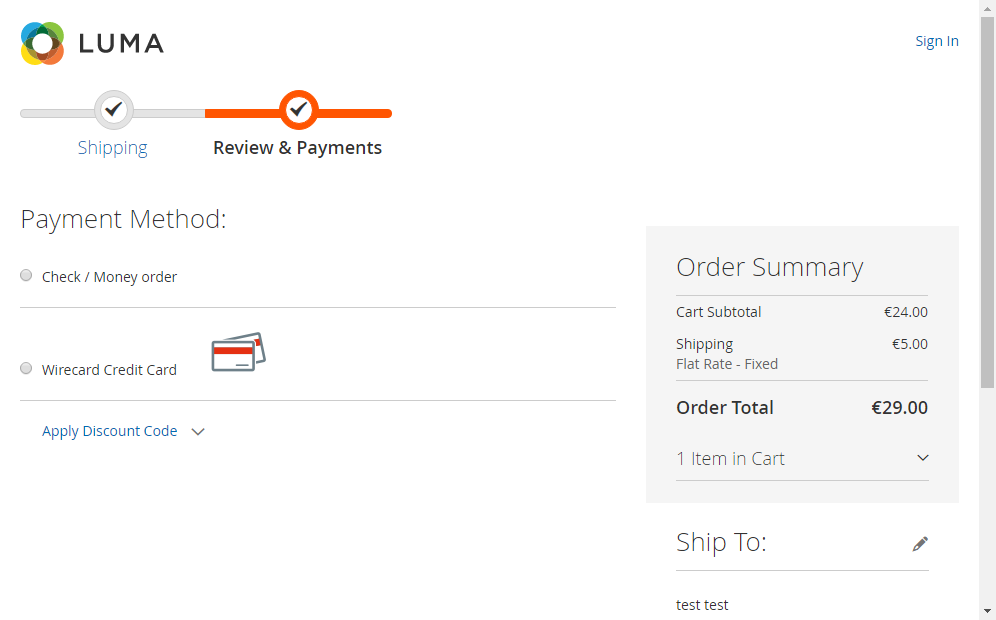 LUMA
Sign In
Shipping
Review & Payments
Payment Method:
Check / Money order
Wirecard Credit Card
Apply Discount Code
Order Summary
Cart Subtotal €24.00
Shipping €5.00
Flat Rate - Fixed
Order Total €29.00
1 Item in Cart
Ship To:
test test